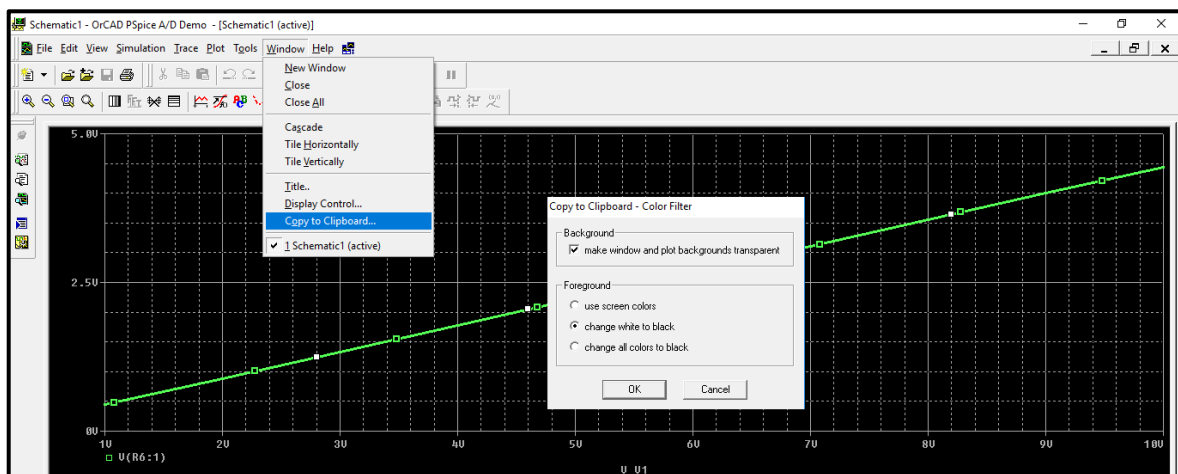 Schematic1 - OrCAD PSpice A/D Demo - [Schematic1 (active)]
File Edit View Simulation Trace Plot Tools Window Help
New Window
Close
Close All
Cascade
Tile Horizontally
Tile Vertically
Title..
Display Control...
Copy to Clipboard...
1 Schematic1 (active)
Copy to Clipboard - Color Filter
Background
make window and plot backgrounds transparent
Foreground
use screen colors
change white to black
change all colors to black
OK Cancel
5.0V
2.5V
0V
1V 2V 3V 4V 5V 6V 7V 8V 9V 10V
V(R6:1)
V_V1